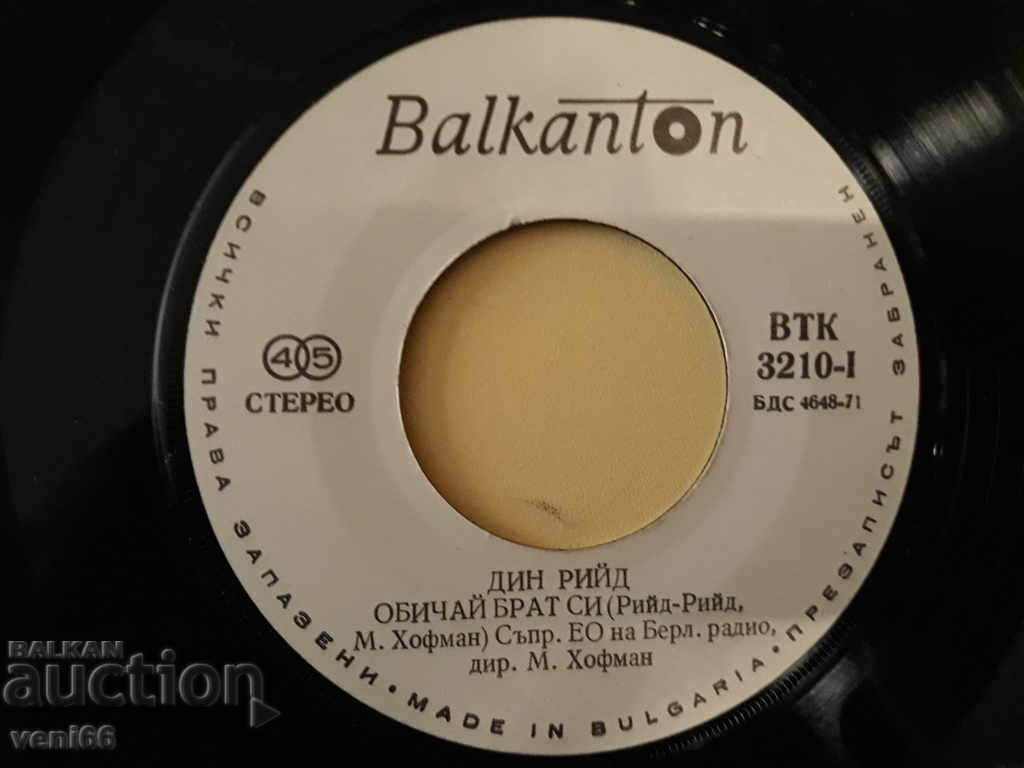 Balkanton
45
СТЕРЕО
ВТК
3210-I
БДС 4648-71
ДИН РИЙД
ОБИЧАЙ БРАТ СИ (Рийд-Рийд,
М. Хофман) Съпр. ЕО на Берл. радио,
дир. М. Хофман
ВСИЧКИ ПРАВА ЗАПАЗЕНИ • MADE IN BULGARIA • ПРЕЗАПИСЪТ ЗАБРАНЕН
BALKAN
auction
veni66